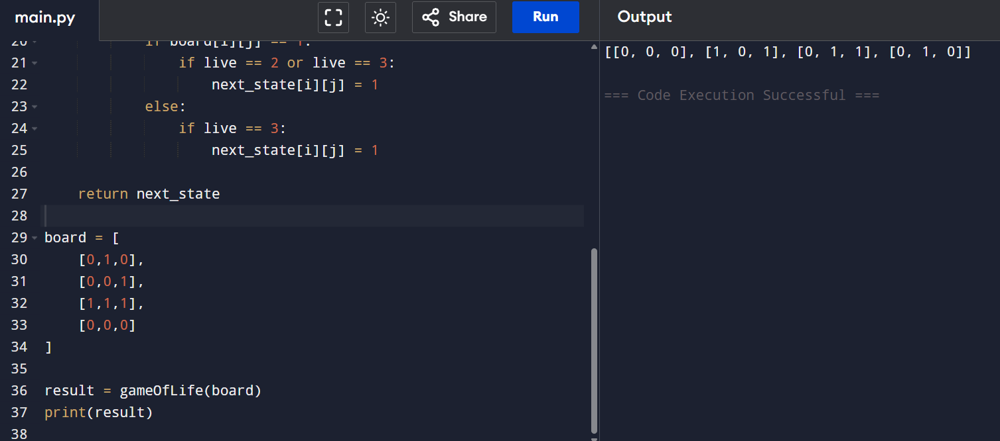 main.py
Share
Run
Output
20 if board[i][j] == 1:
21 if live == 2 or live == 3:
22 next_state[i][j] = 1
23 else:
24 if live == 3:
25 next_state[i][j] = 1
26
27 return next_state
28
29 board = [
30 [0,1,0],
31 [0,0,1],
32 [1,1,1],
33 [0,0,0]
34 ]
35
36 result = gameOfLife(board)
37 print(result)
38
[[0, 0, 0], [1, 0, 1], [0, 1, 1], [0, 1, 0]]
=== Code Execution Successful ===